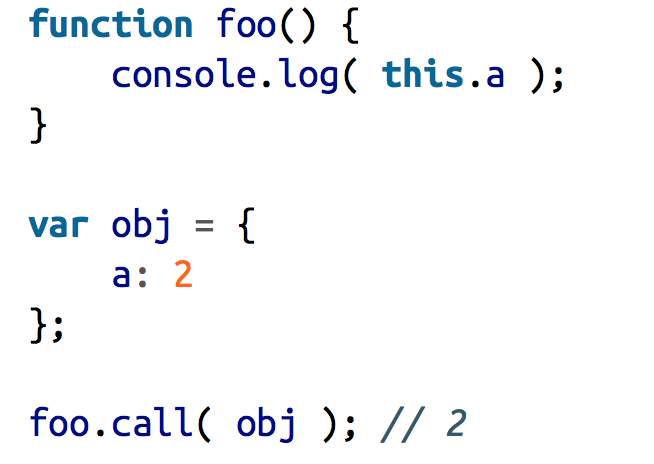 function foo() {
    console.log( this.a );
}

var obj = {
    a: 2
};

foo.call( obj ); // 2